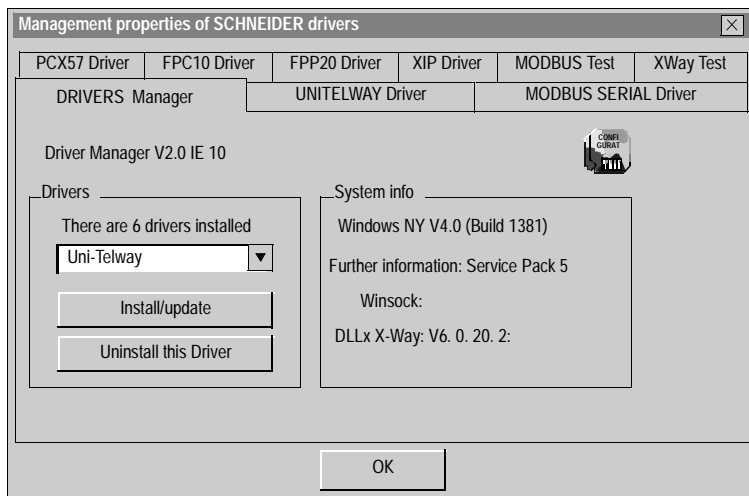 Management properties of SCHNEIDER drivers
PCX57 Driver FPC10 Driver FPP20 Driver XIP Driver MODBUS Test XWay Test
DRIVERS Manager UNITELWAY Driver MODBUS SERIAL Driver
Driver Manager V2.0 IE 10
CONFI
GURAT
Drivers
There are 6 drivers installed
Uni-Telway
Install/update
Uninstall this Driver
System info
Windows NY V4.0 (Build 1381)
Further information: Service Pack 5
Winsock:
DLLx X-Way: V6. 0. 20. 2:
OK